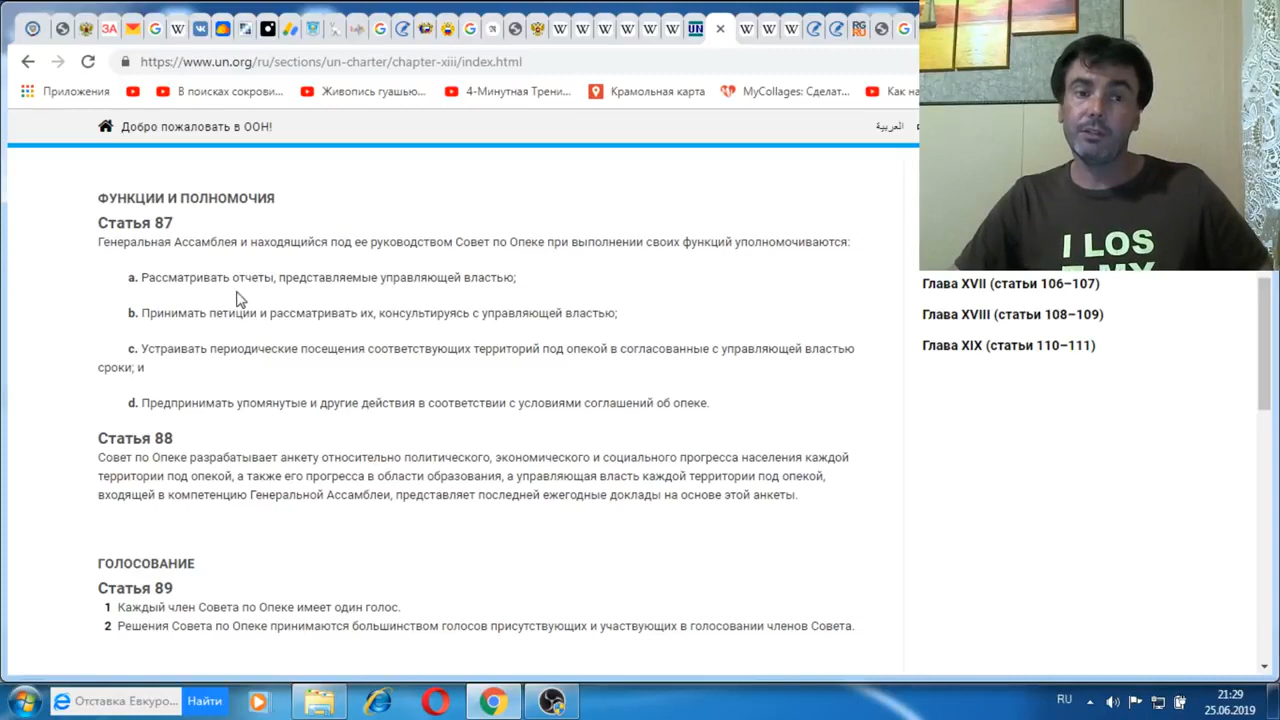 https://www.un.org/ru/sections/un-charter/chapter-xiii/index.html
Приложения
В поисках сокрови...
Живопись гуашью...
4-Минутная Трени...
Крамольная карта
MyCollages: Сделат...
Как на
Добро пожаловать в ООН!
العربية
ФУНКЦИИ И ПОЛНОМОЧИЯ
Статья 87
Генеральная Ассамблея и находящийся под ее руководством Совет по Опеке при выполнении своих функций уполномочиваются:
a. Рассматривать отчеты, представляемые управляющей властью;
b. Принимать петиции и рассматривать их, консультируясь с управляющей властью;
c. Устраивать периодические посещения соответствующих территорий под опекой в согласованные с управляющей властью
сроки; и
d. Предпринимать упомянутые и другие действия в соответствии с условиями соглашений об опеке.
Статья 88
Совет по Опеке разрабатывает анкету относительно политического, экономического и социального прогресса населения каждой
территории под опекой, а также его прогресса в области образования, а управляющая власть каждой территории под опекой,
входящей в компетенцию Генеральной Ассамблеи, представляет последней ежегодные доклады на основе этой анкеты.
ГОЛОСОВАНИЕ
Статья 89
1 Каждый член Совета по Опеке имеет один голос.
2 Решения Совета по Опеке принимаются большинством голосов присутствующих и участвующих в голосовании членов Совета.
I LOS
Глава XVII (статьи 106–107)
Глава XVIII (статьи 108–109)
Глава XIX (статьи 110–111)
Отставка Евкуро...
Найти
RU
21:29
25.06.2019